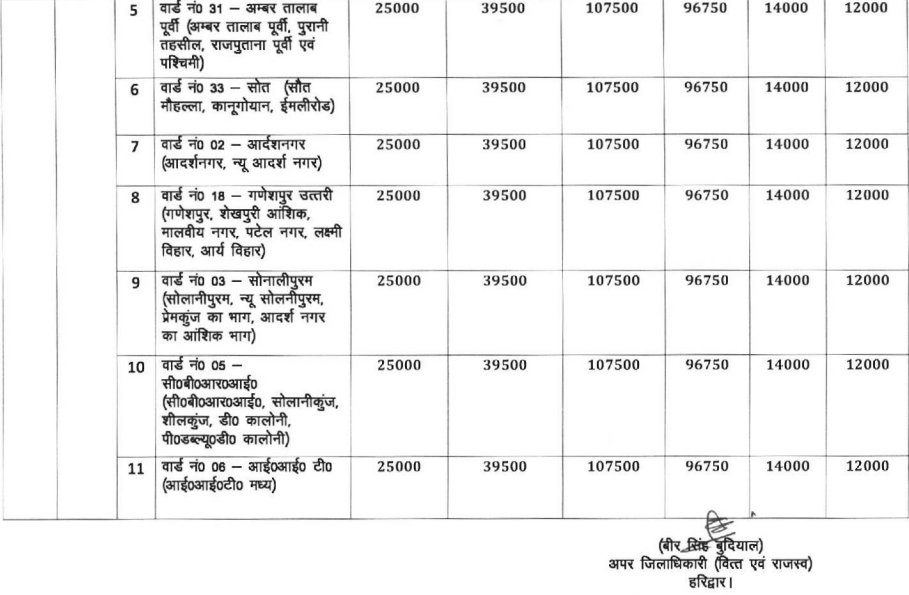 5 वार्ड नं0 31 – अम्बर तालाब 25000 39500 107500 96750 14000 12000
पूर्वी (अम्बर तालाब पूर्वी, पुरानी
तहसील, राजपुताना पूर्वी एवं
पश्चिमी)
6 वार्ड नं0 33 – सोत (सौत 25000 39500 107500 96750 14000 12000
मौहल्ला, कानूगोयान, ईमलीरोड)
7 वार्ड नं0 02 – आर्दशनगर 25000 39500 107500 96750 14000 12000
(आदर्शनगर, न्यू आदर्श नगर)
8 वार्ड नं0 18 – गणेशपुर उत्तरी 25000 39500 107500 96750 14000 12000
(गणेशपुर, शेखपुरी आंशिक,
मालवीय नगर, पटेल नगर, लक्ष्मी
विहार, आर्य विहार)
9 वार्ड नं0 03 – सोनालीपुरम 25000 39500 107500 96750 14000 12000
(सोलानीपुरम, न्यू सोलनीपुरम,
प्रेमकुंज का भाग, आदर्श नगर
का आंशिक भाग)
10 वार्ड नं0 05 – 25000 39500 107500 96750 14000 12000
सी0बी0आर0आई0
(सी0बी0आर0आई0, सोलानीकुंज,
शीलकुंज, डी0 कालोनी,
पी0डब्ल्यू0डी0 कालोनी)
11 वार्ड नं0 06 – आई0आई0 टी0 25000 39500 107500 96750 14000 12000
(आई0आई0टी0 मध्य)
(बीर सिंह बुदियाल)
अपर जिलाधिकारी (वित्त एवं राजस्व)
हरिद्वार।